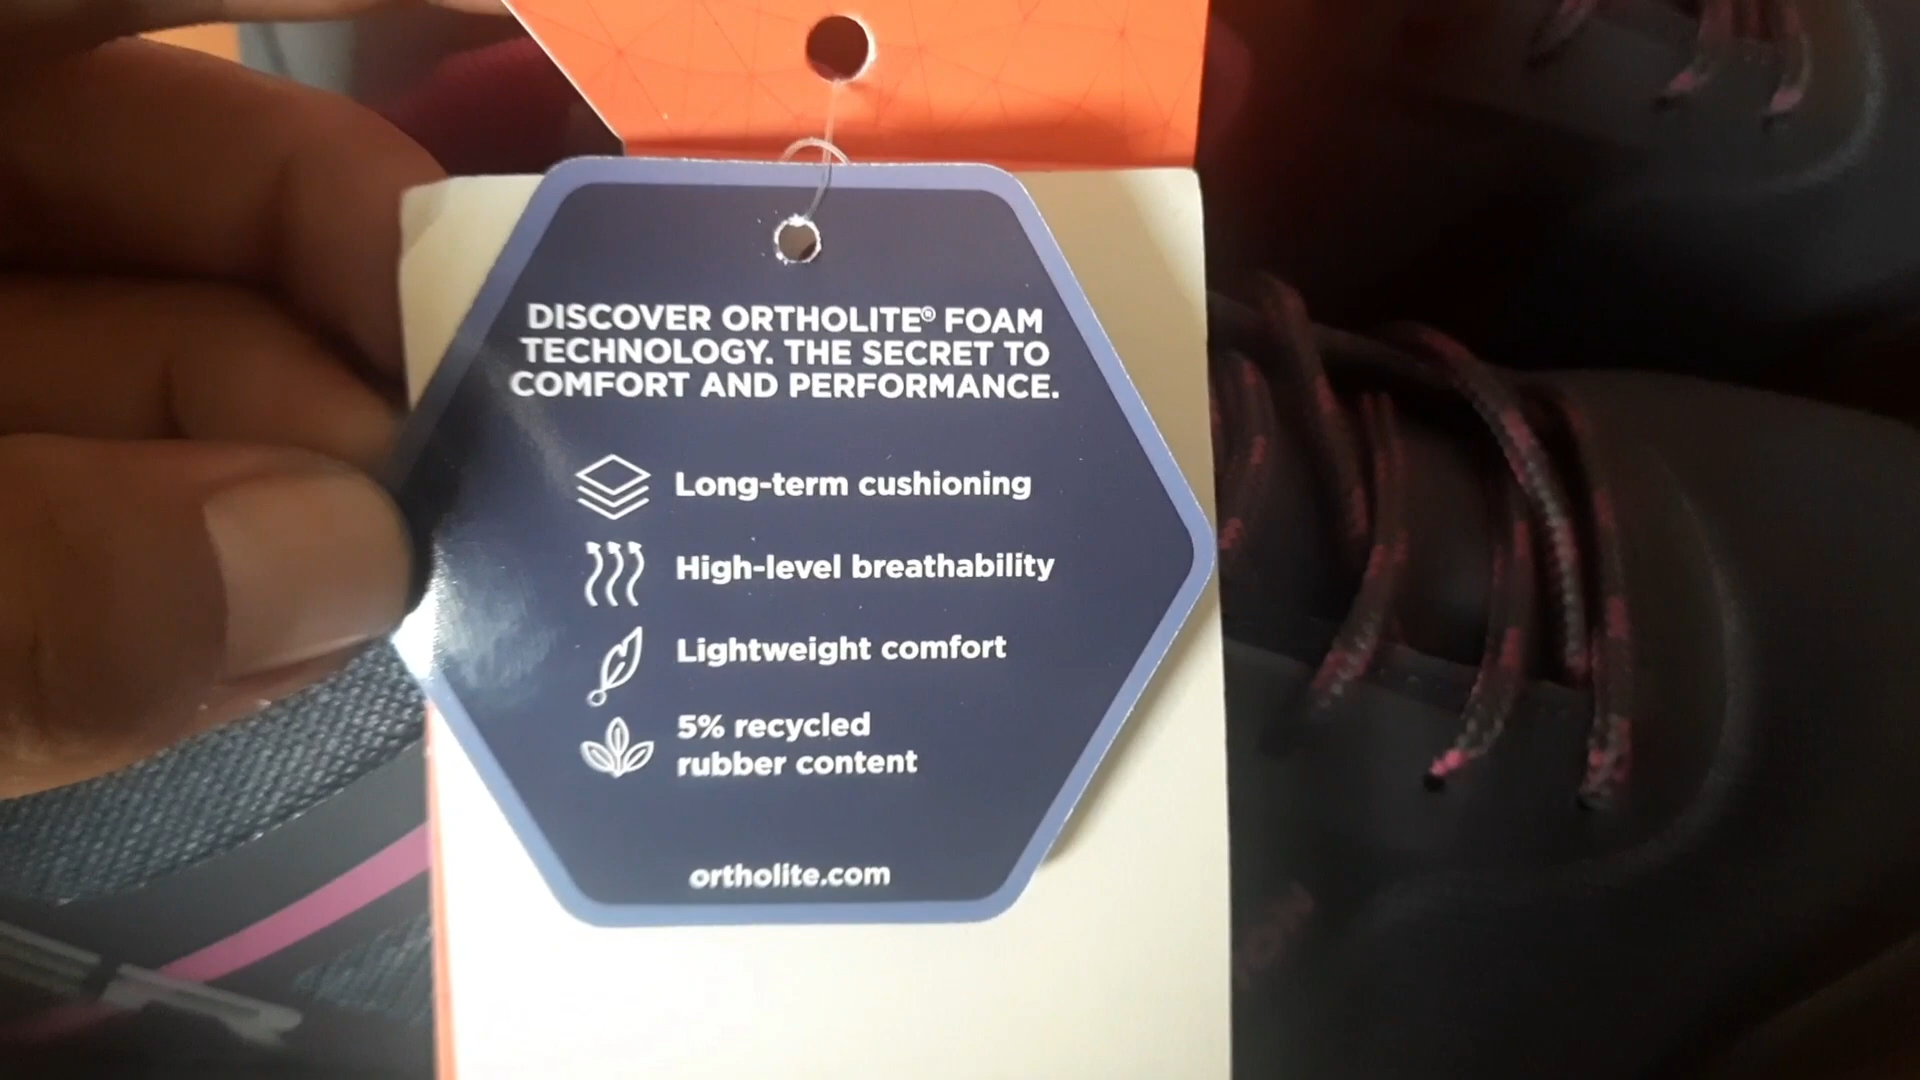 DISCOVER ORTHOLITE® FOAM
TECHNOLOGY. THE SECRET TO
COMFORT AND PERFORMANCE.
Long-term cushioning
High-level breathability
Lightweight comfort
5% recycled
rubber content
ortholite.com